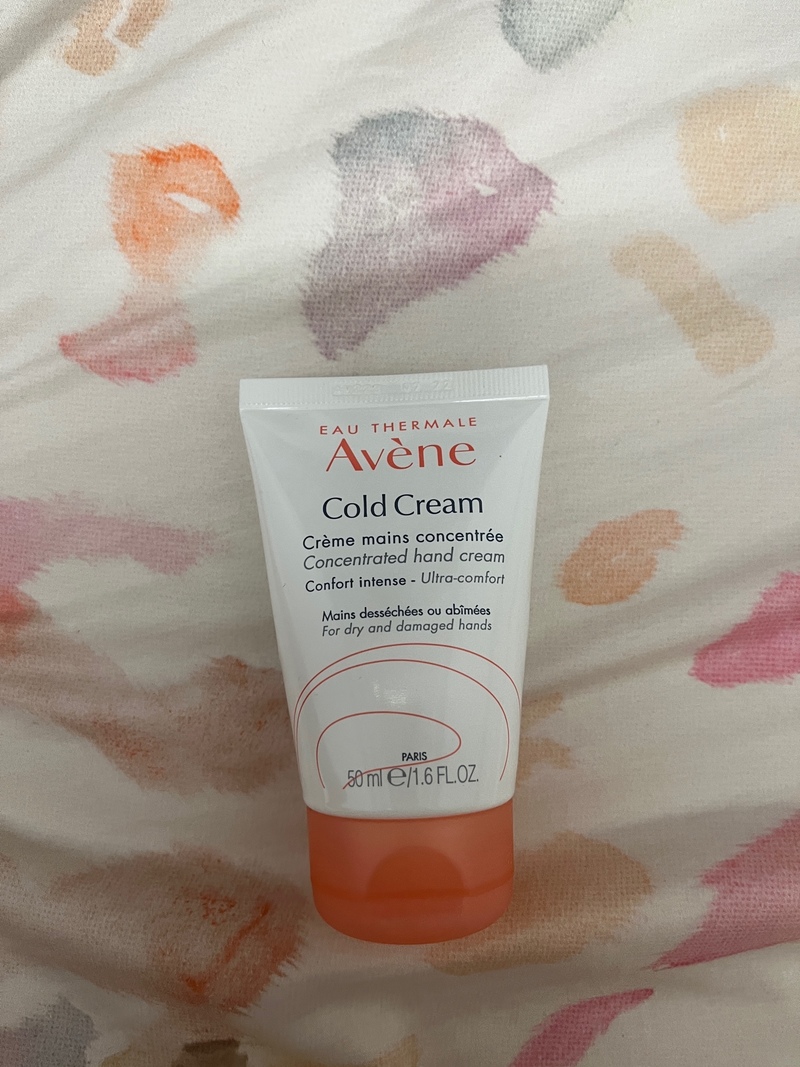 EAU THERMALE
Avène
Cold Cream
Crème mains concentrée
Concentrated hand cream
Confort intense - Ultra-comfort
Mains desséchées ou abîmées
For dry and damaged hands
PARIS
50 ml ℮/1.6 FL.OZ.